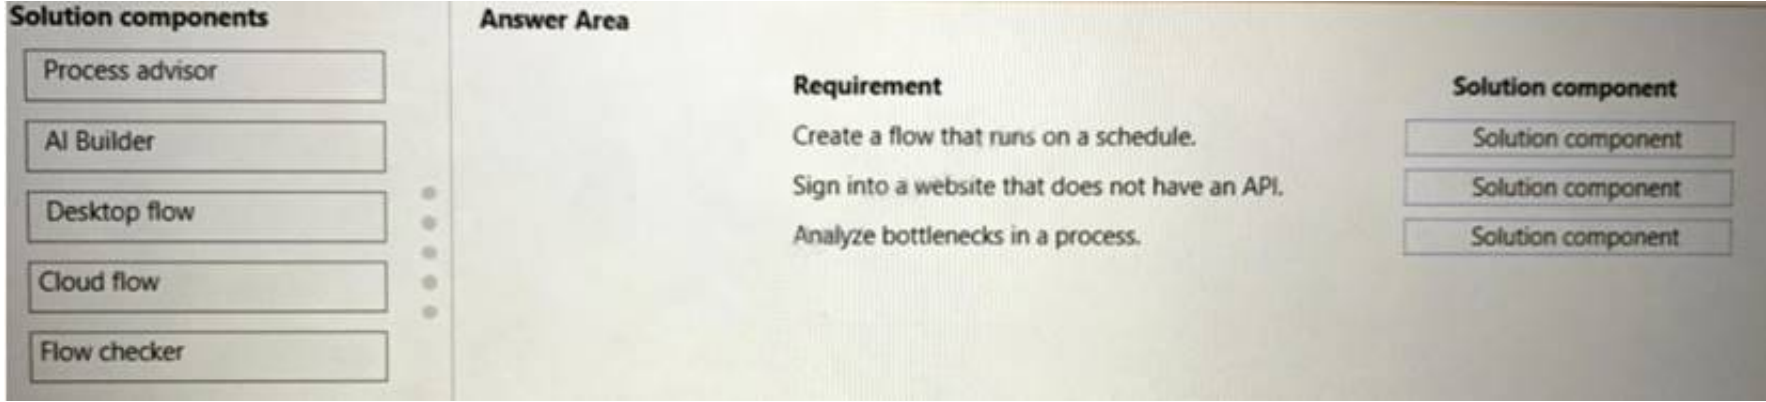 Solution components
Process advisor
AI Builder
Desktop flow
Cloud flow
Flow checker
Answer Area
Requirement Solution component
Create a flow that runs on a schedule. Solution component
Sign into a website that does not have an API. Solution component
Analyze bottlenecks in a process. Solution component